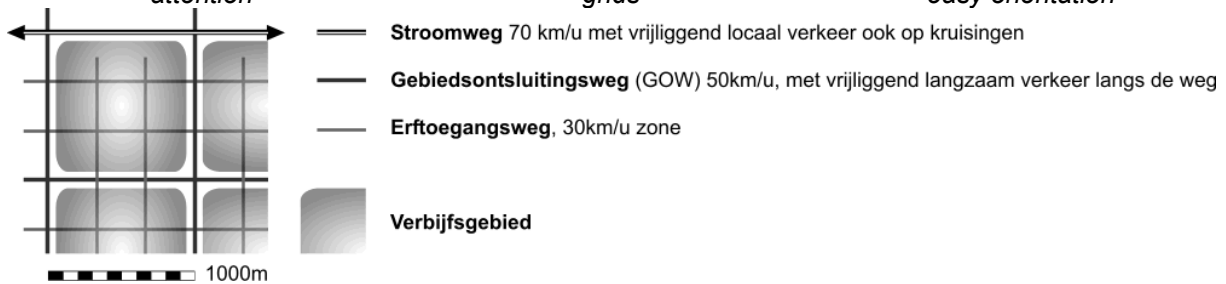 attention grids easy orientation
Stroomweg 70 km/u met vrijliggend locaal verkeer ook op kruisingen
Gebiedsontsluitingsweg (GOW) 50km/u, met vrijliggend langzaam verkeer langs de weg
Erftoegangsweg, 30km/u zone
Verbijfsgebied
1000m